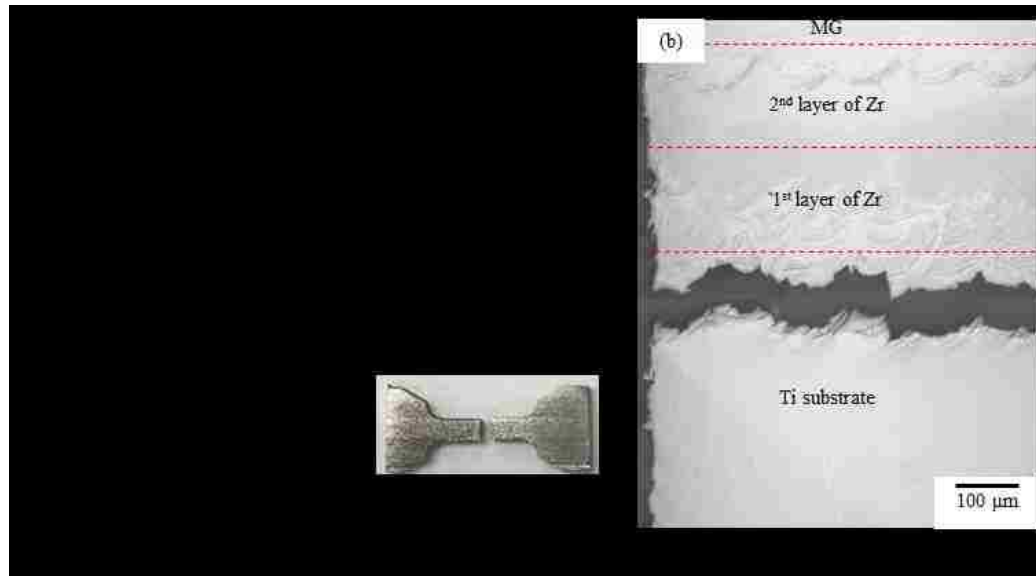 (b)
MG
2nd layer of Zr
1st layer of Zr
Ti substrate
100 μm